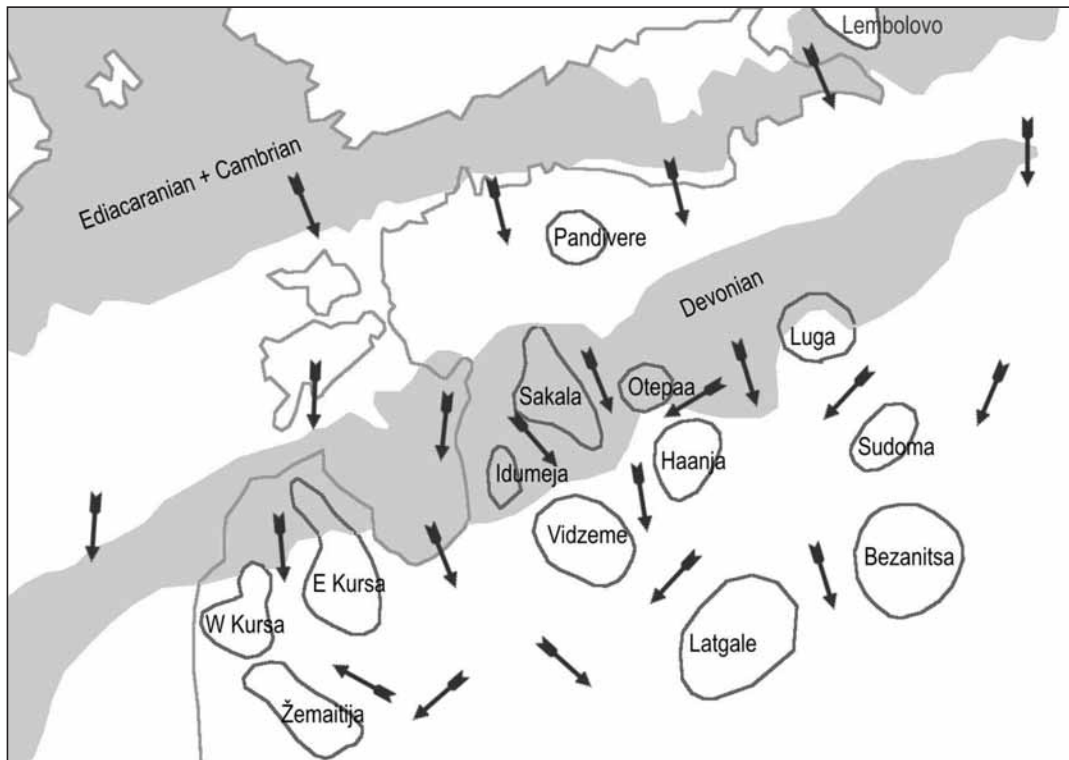 Lembolovo
Ediacaranian + Cambrian
Pandivere
Devonian
Luga
Otepaa
Sakala
Sudoma
Haanja
Idumeja
Vidzeme
Bezanitsa
E Kursa
W Kursa
Latgale
Žemaitija